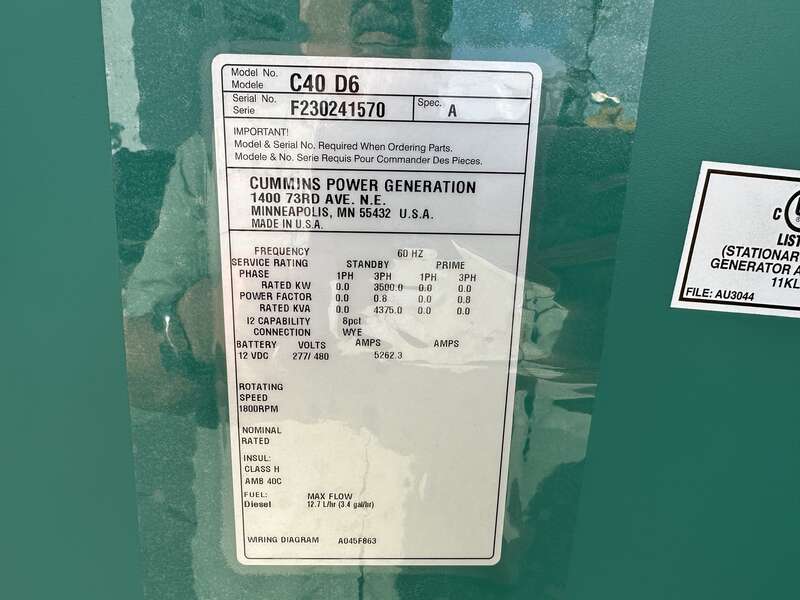 Model No. C40 D6
Modele
Serial No. F230241570 Spec. A
Serie
IMPORTANT!
Model & Serial No. Required When Ordering Parts.
Modele & No. Serie Requis Pour Commander Des Pieces.
CUMMINS POWER GENERATION
1400 73RD AVE. N.E.
MINNEAPOLIS, MN 55432 U.S.A.
MADE IN U.S.A.
FREQUENCY 60 HZ
SERVICE RATING STANDBY PRIME
PHASE 1PH 3PH 1PH 3PH
RATED KW 0.0 3500.0 0.0 0.0
POWER FACTOR 0.0 0.8 0.0 0.8
RATED KVA 0.0 4375.0 0.0 0.0
I2 CAPABILITY 8pct
CONNECTION WYE
BATTERY VOLTS AMPS AMPS
12 VDC 277/ 480 5262.3
ROTATING
SPEED
1800RPM
NOMINAL
RATED
INSUL:
CLASS H
AMB 40C
FUEL: MAX FLOW
Diesel 12.7 L/hr (3.4 gal/hr)
WIRING DIAGRAM A045F863
C
LIST
(STATIONAR
GENERATOR A
11KL
FILE: AU3044